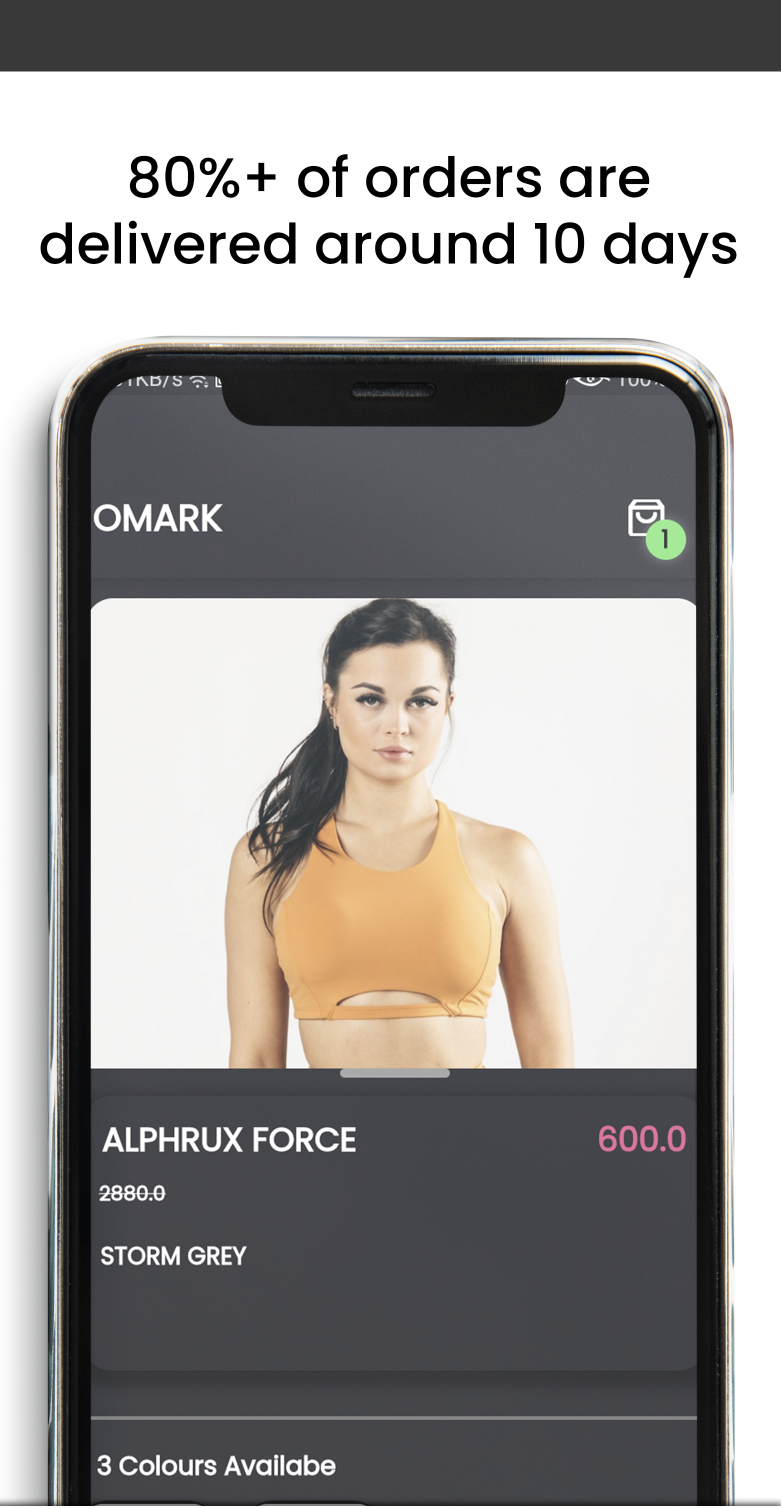 80%+ of orders are
delivered around 10 days
OMARK
1
ALPHRUX FORCE
600.0
2880.0
STORM GREY
3 Colours Availabe